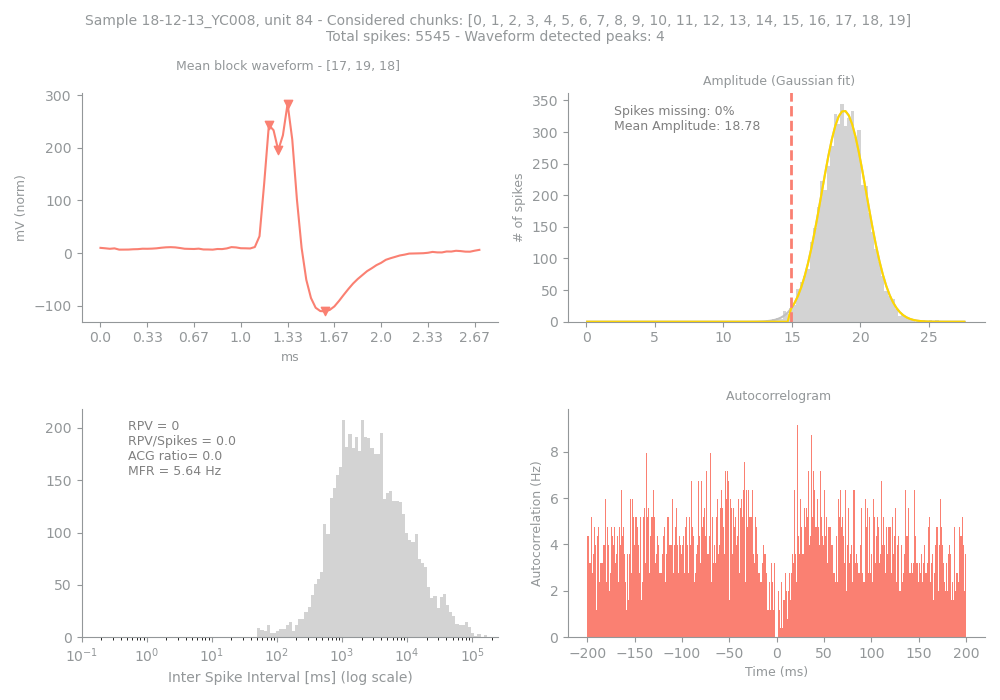 Sample 18-12-13_YC008, unit 84 - Considered chunks: [0, 1, 2, 3, 4, 5, 6, 7, 8, 9, 10, 11, 12, 13, 14, 15, 16, 17, 18, 19]
Total spikes: 5545 - Waveform detected peaks: 4
Mean block waveform - [17, 19, 18]
300
200
100
0
−100
mV (norm)
0.0 0.33 0.67 1.0 1.33 1.67 2.0 2.33 2.67
ms
Amplitude (Gaussian fit)
Spikes missing: 0%
Mean Amplitude: 18.78
350
300
250
200
150
100
50
0
# of spikes
0 5 10 15 20 25
RPV = 0
RPV/Spikes = 0.0
ACG ratio= 0.0
MFR = 5.64 Hz
200
150
100
50
0
10⁻¹ 10⁰ 10¹ 10² 10³ 10⁴ 10⁵
Inter Spike Interval [ms] (log scale)
Autocorrelogram
8
6
4
2
0
Autocorrelation (Hz)
−200 −150 −100 −50 0 50 100 150 200
Time (ms)